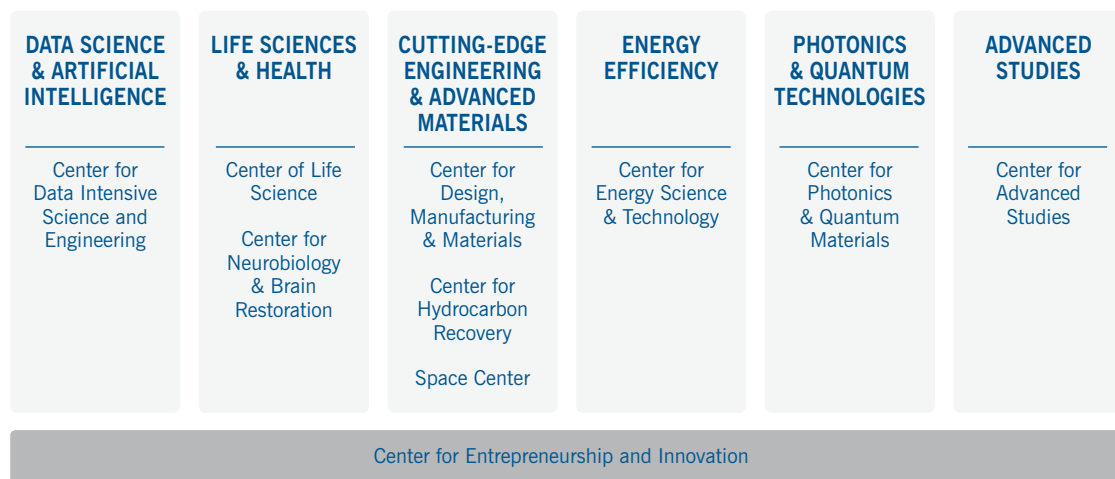 DATA SCIENCE
& ARTIFICIAL
INTELLIGENCE
Center for
Data Intensive
Science and
Engineering
LIFE SCIENCES
& HEALTH
Center of Life
Science
Center for
Neurobiology
& Brain
Restoration
CUTTING-EDGE
ENGINEERING
& ADVANCED
MATERIALS
Center for
Design,
Manufacturing
& Materials
Center for
Hydrocarbon
Recovery
Space Center
ENERGY
EFFICIENCY
Center for
Energy Science
& Technology
PHOTONICS
& QUANTUM
TECHNOLOGIES
Center for
Photonics
& Quantum
Materials
ADVANCED
STUDIES
Center for
Advanced
Studies
Center for Entrepreneurship and Innovation